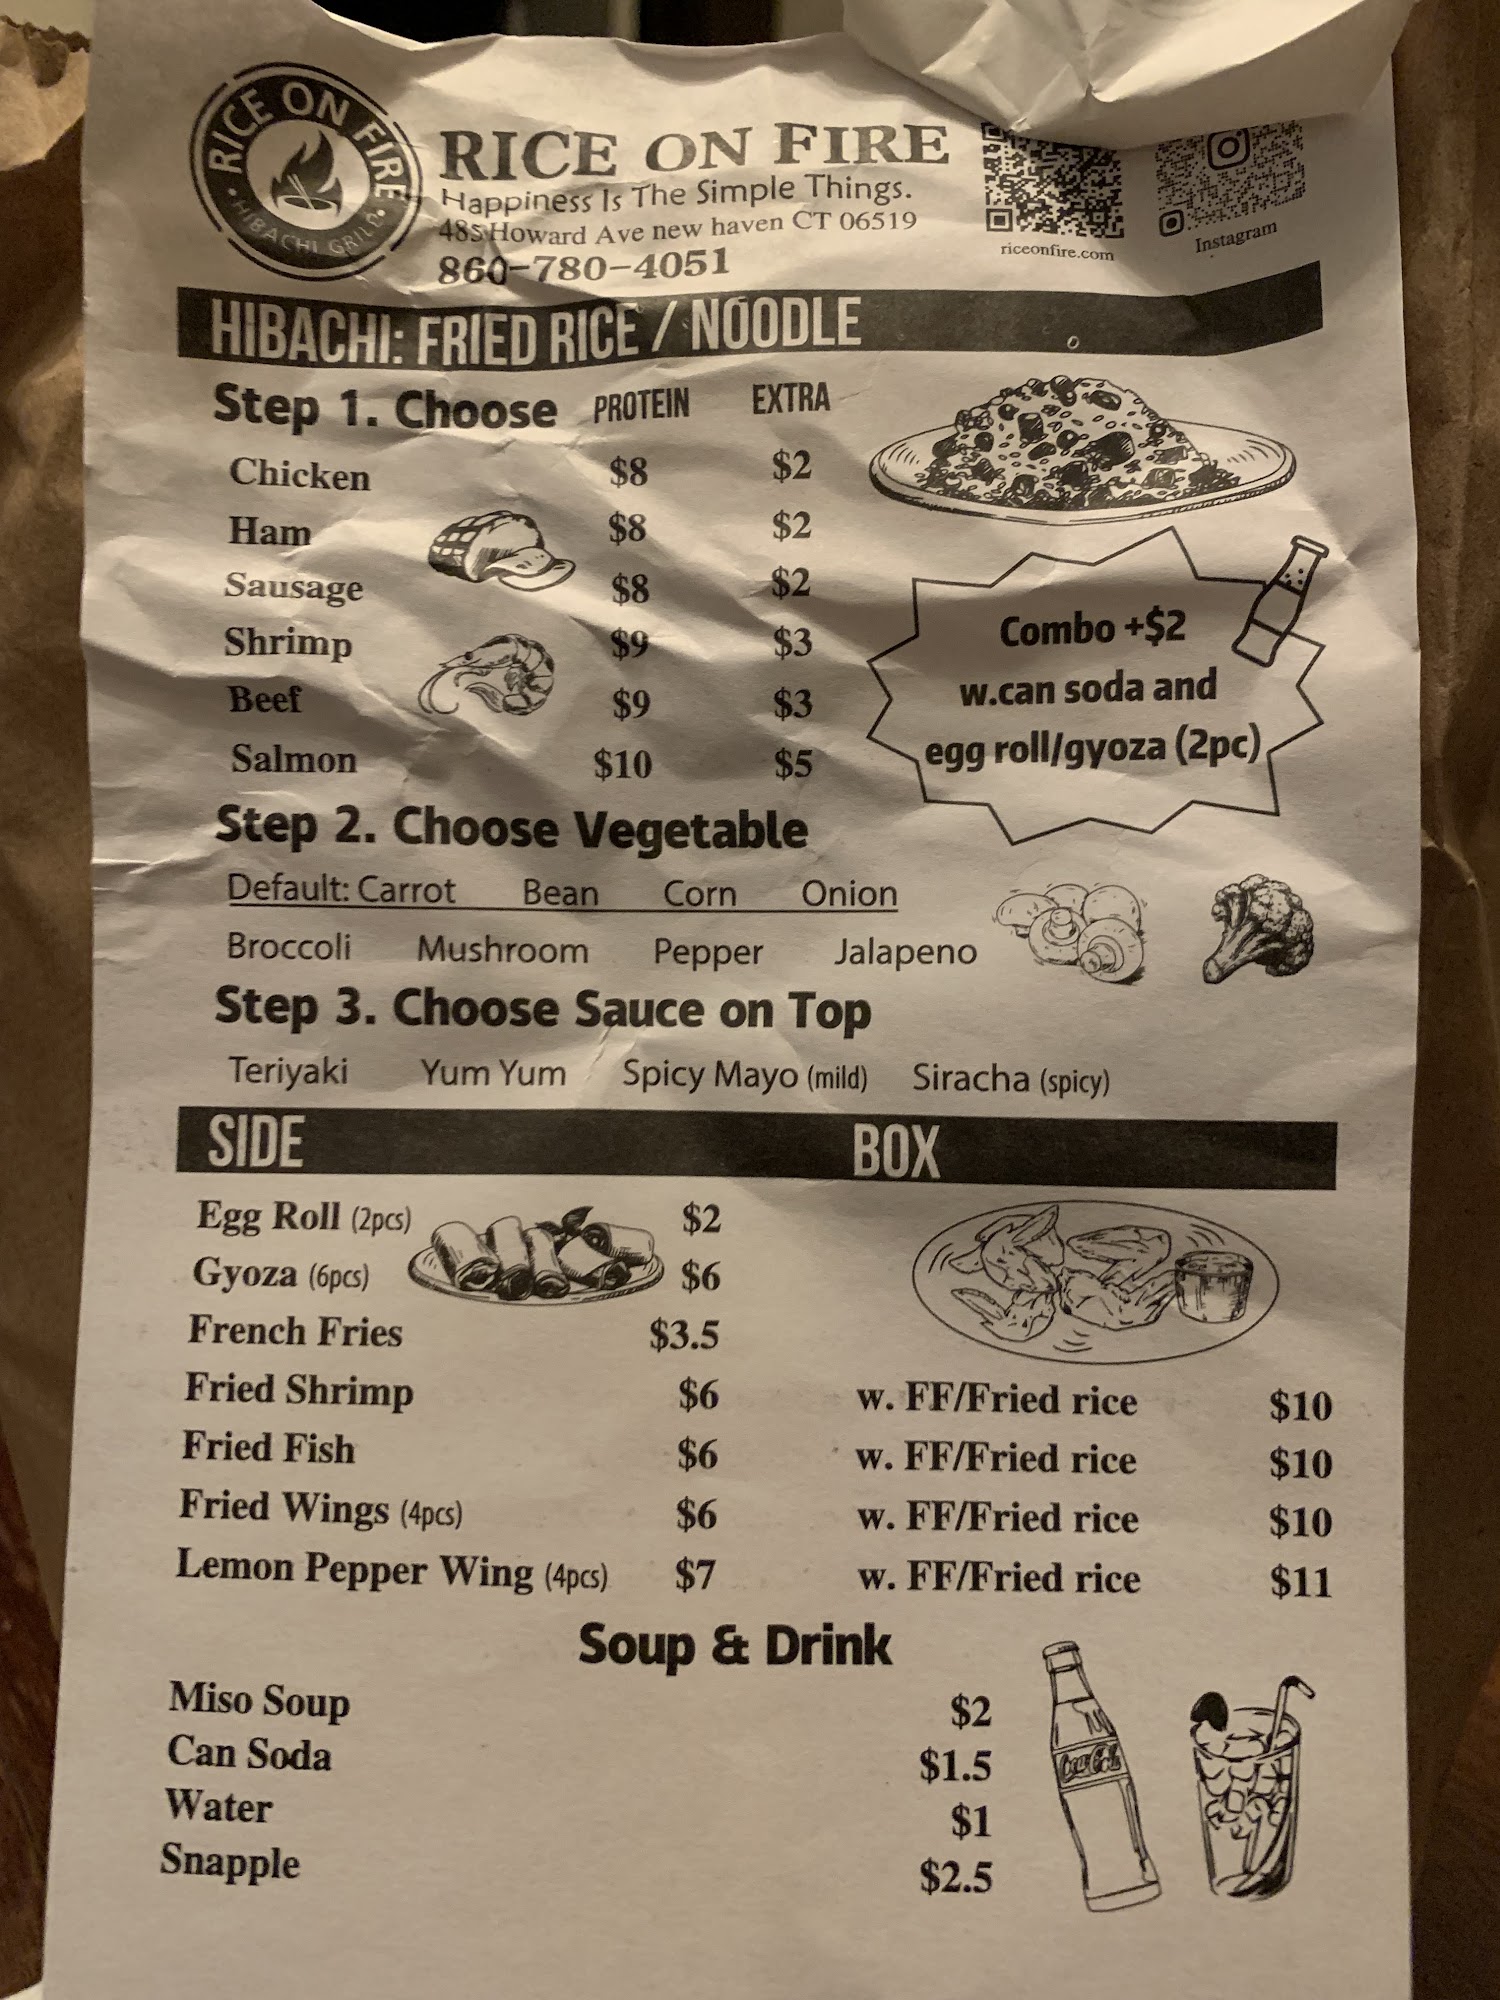 RICE ON FIRE
HIBACHI GRILL
RICE ON FIRE
Happiness Is The Simple Things.
485 Howard Ave new haven CT 06519
860-780-4051
riceonfire.com
Instagram
HIBACHI: FRIED RICE / NOODLE
Step 1. Choose PROTEIN EXTRA
Chicken $8 $2
Ham $8 $2
Sausage $8 $2
Shrimp $9 $3
Beef $9 $3
Salmon $10 $5
Combo +$2
w.can soda and
egg roll/gyoza (2pc)
Step 2. Choose Vegetable
Default: Carrot Bean Corn Onion
Broccoli Mushroom Pepper Jalapeno
Step 3. Choose Sauce on Top
Teriyaki Yum Yum Spicy Mayo (mild) Siracha (spicy)
SIDE BOX
Egg Roll (2pcs) $2
Gyoza (6pcs) $6
French Fries $3.5
Fried Shrimp $6 w. FF/Fried rice $10
Fried Fish $6 w. FF/Fried rice $10
Fried Wings (4pcs) $6 w. FF/Fried rice $10
Lemon Pepper Wing (4pcs) $7 w. FF/Fried rice $11
Soup & Drink
Miso Soup $2
Can Soda $1.5
Water $1
Snapple $2.5
Coca-Cola